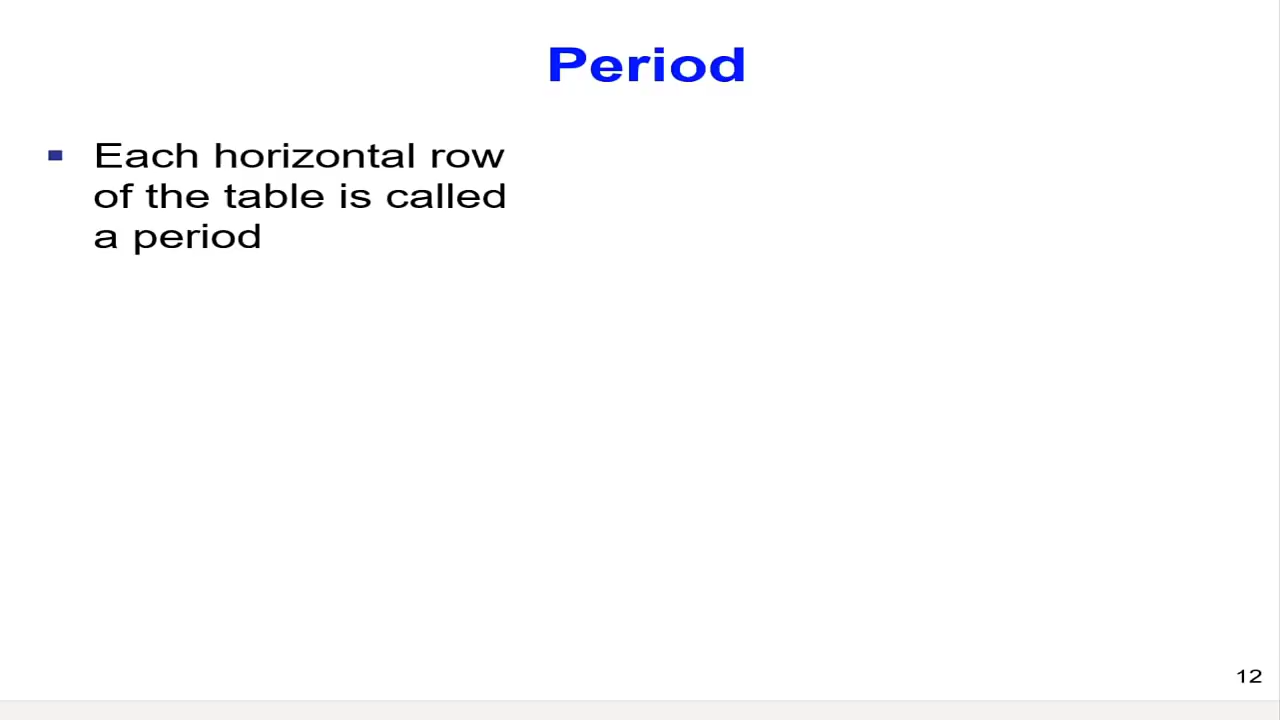 Period
Each horizontal row
of the table is called
a period
12